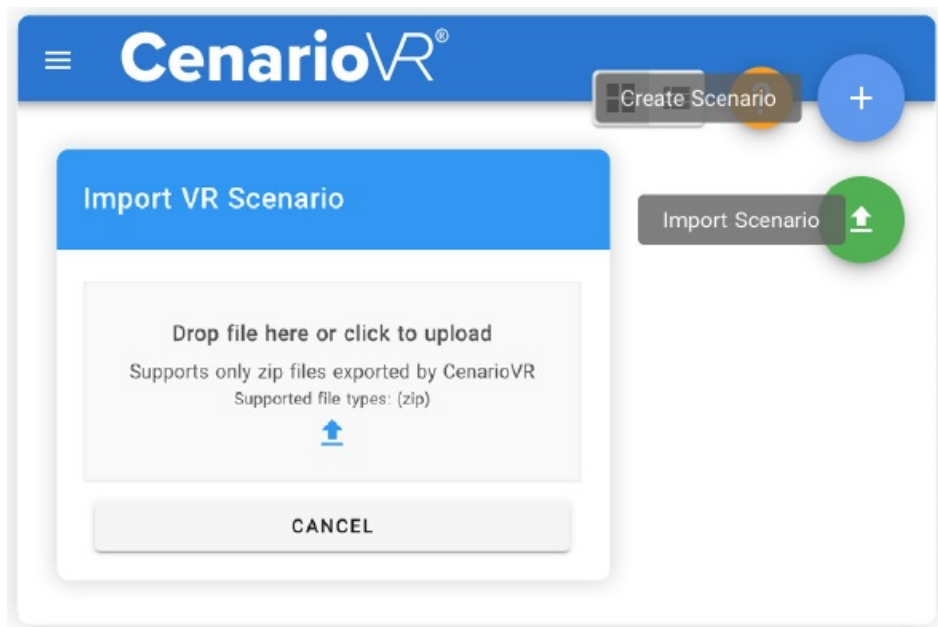 CenarioVR®
Create Scenario
+
Import VR Scenario
Import Scenario
Drop file here or click to upload
Supports only zip files exported by CenarioVR
Supported file types: (zip)
CANCEL